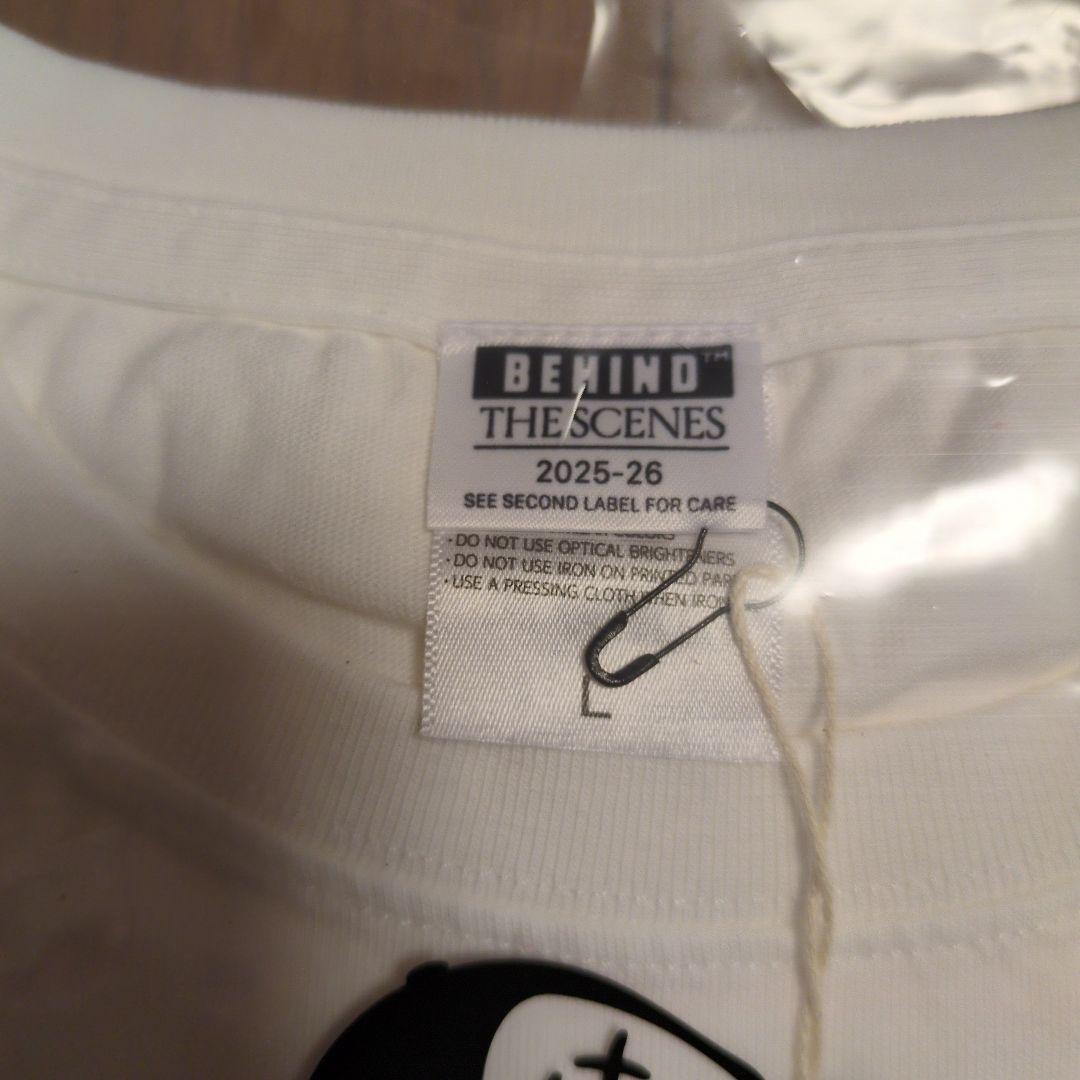 BEHIND™
THE SCENES
2025-26
SEE SECOND LABEL FOR CARE
COLORS
·DO NOT USE OPTICAL BRIGHTENERS
·DO NOT USE IRON ON PRINTED PAR
·USE A PRESSING CLOTH WHEN IRON
L